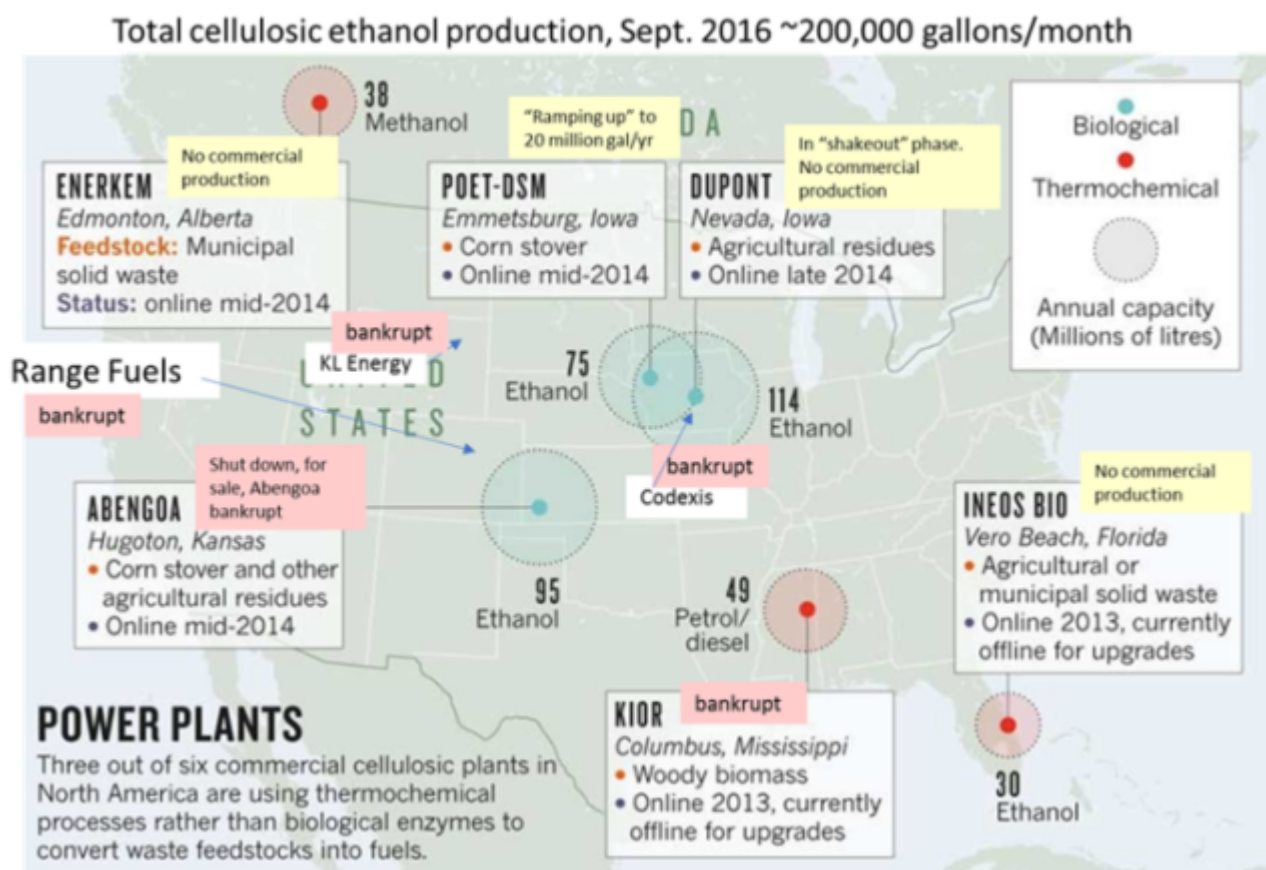 Total cellulosic ethanol production, Sept. 2016 ~200,000 gallons/month
38
Methanol
No commercial
production
ENERKEM
Edmonton, Alberta
Feedstock: Municipal
solid waste
Status: online mid-2014
"Ramping up" to
20 million gal/yr
DA
POET-DSM
Emmetsburg, Iowa
• Corn stover
• Online mid-2014
In "shakeout" phase.
No commercial
production
DUPONT
Nevada, Iowa
• Agricultural residues
• Online late 2014
Biological
Thermochemical
Annual capacity
(Millions of litres)
bankrupt
KL Energy
Range Fuels
bankrupt
U D
STATES
75
Ethanol
114
Ethanol
bankrupt
Codexis
Shut down, for
sale, Abengoa
bankrupt
ABENGOA
Hugoton, Kansas
• Corn stover and other
agricultural residues
• Online mid-2014
95
Ethanol
49
Petrol/
diesel
No commercial
production
INEOS BIO
Vero Beach, Florida
• Agricultural or
municipal solid waste
• Online 2013, currently
offline for upgrades
bankrupt
KIOR
Columbus, Mississippi
• Woody biomass
• Online 2013, currently
offline for upgrades
30
Ethanol
POWER PLANTS
Three out of six commercial cellulosic plants in
North America are using thermochemical
processes rather than biological enzymes to
convert waste feedstocks into fuels.